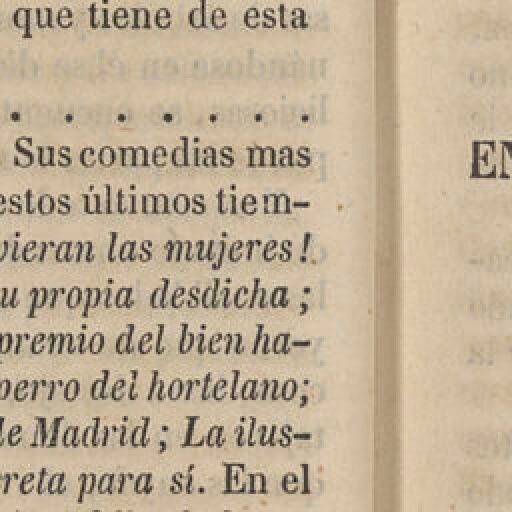 que tiene de esta
. . . . . . .
Sus comedias mas
estos últimos tiem-
vieran las mujeres!
u propia desdicha;
premio del bien ha-
perro del hortelano;
de Madrid; La ilus-
reta para sí. En el
EN